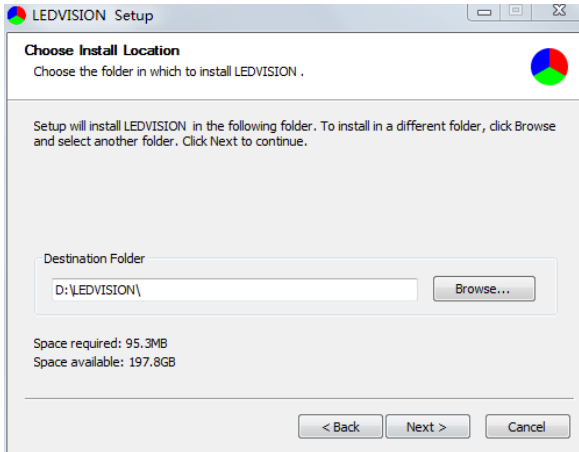 LEDVISION Setup
Choose Install Location
Choose the folder in which to install LEDVISION .
Setup will install LEDVISION in the following folder. To install in a different folder, click Browse
and select another folder. Click Next to continue.
Destination Folder
D:\LEDVISION\
Browse...
Space required: 95.3MB
Space available: 197.8GB
< Back Next > Cancel